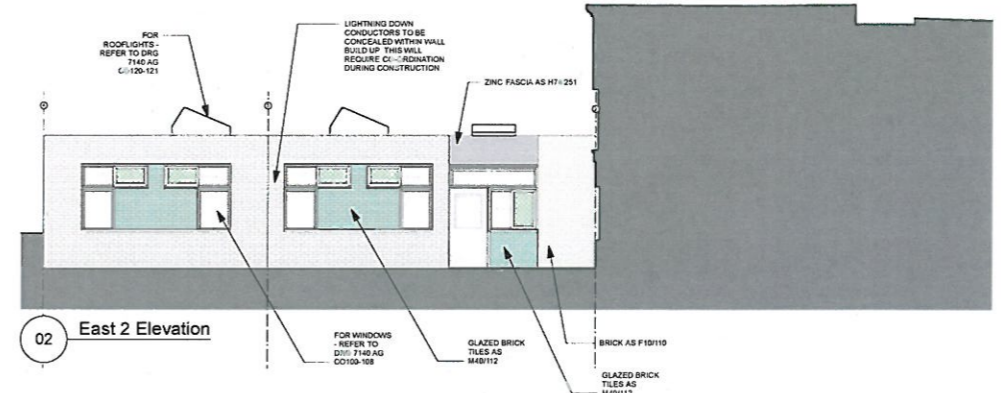 FOR
ROOFLIGHTS -
REFER TO DRG
7140 AG
120-121
LIGHTNING DOWN
CONDUCTORS TO BE
CONCEALED WITHIN WALL
BUILD UP THIS WILL
REQUIRE CO-ORDINATION
DURING CONSTRUCTION
ZINC FASCIA AS
02
East 2 Elevation
FOR WINDOWS
- REFER TO
7140 AG
CO100-108
GLAZED BRICK
TILES AS
M40/112
BRICK AS F10/110
GLAZED BRICK
TILES AS